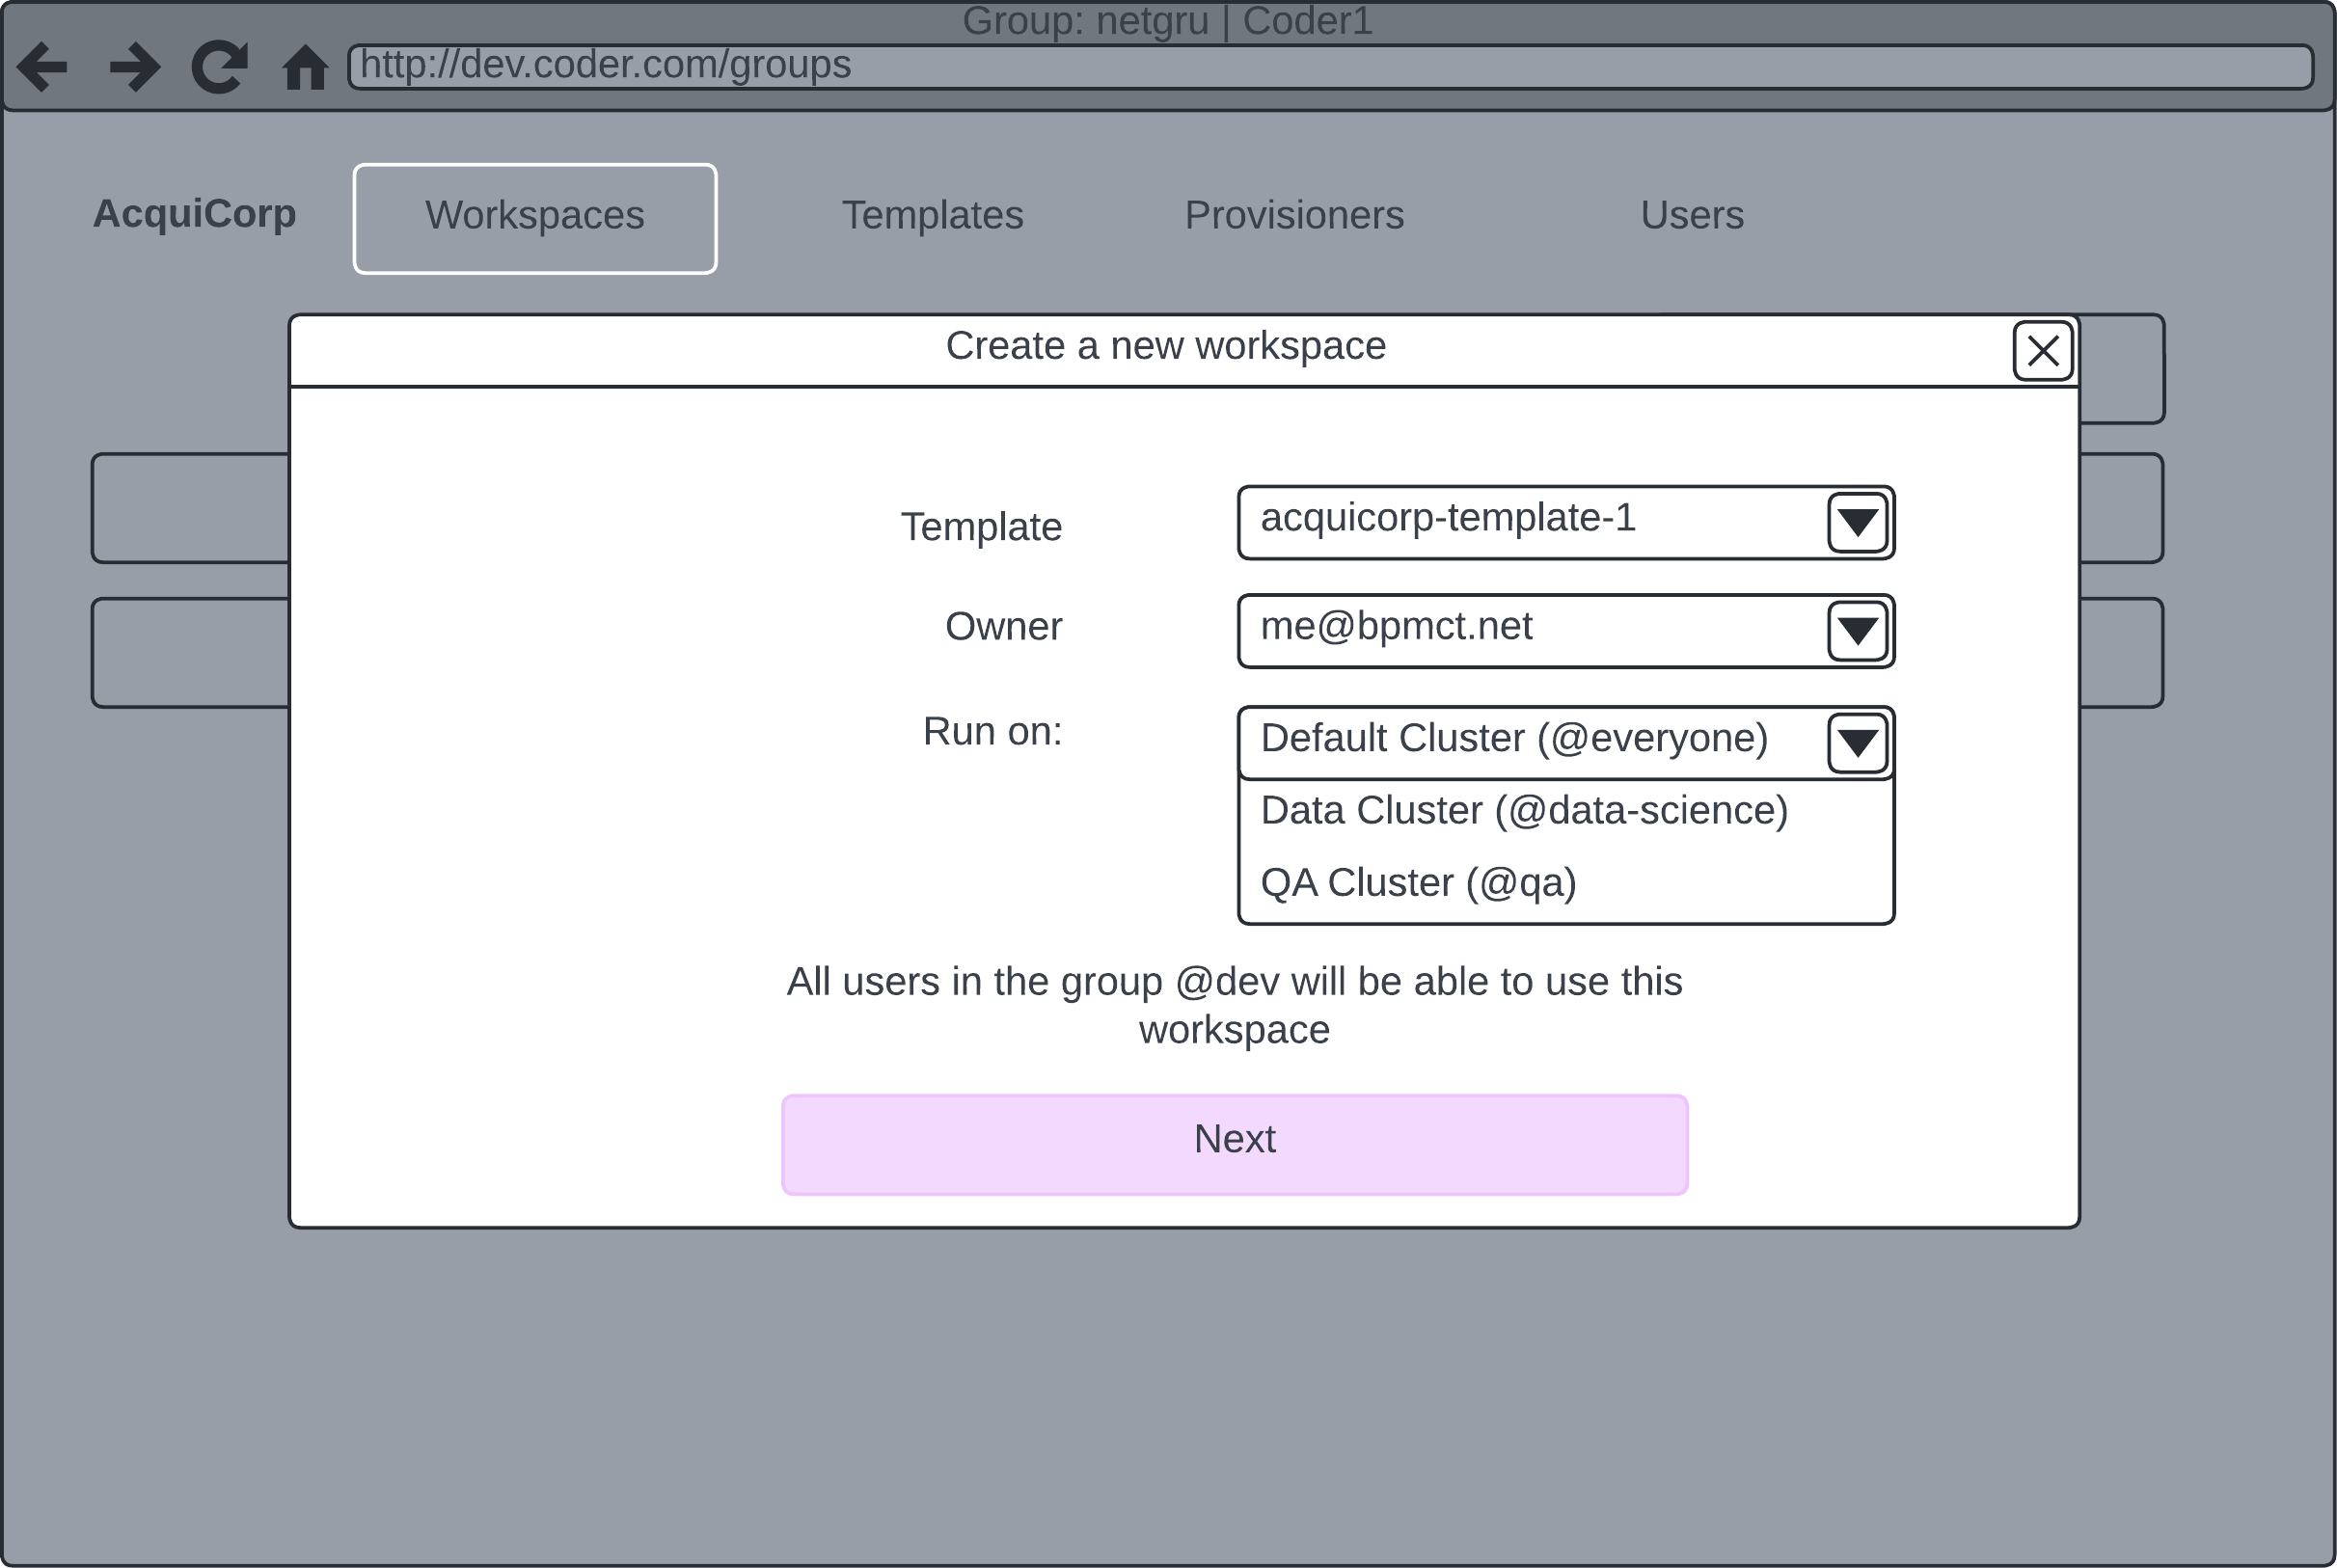 Group: netgru | Coder1
http://dev.coder.com/groups
AcquiCorp
Workspaces
Templates
Provisioners
Users
Create a new workspace
Template
acquicorp-template-1
Owner
me@bpmct.net
Run on:
Default Cluster (@everyone)
Data Cluster (@data-science)
QA Cluster (@qa)
All users in the group @dev will be able to use this
workspace
Next